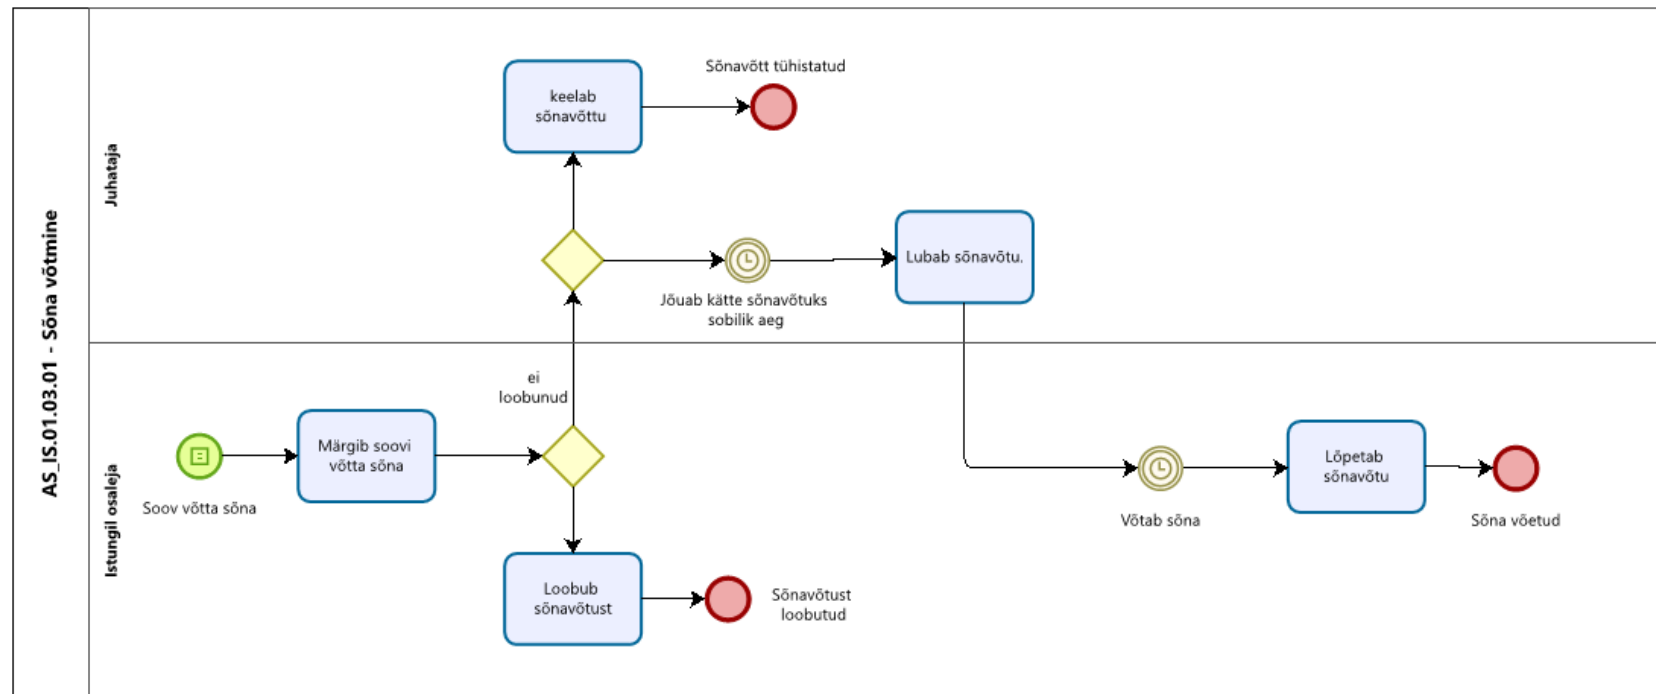 AS_IS.01.03.01 - Sõna võtmine
Juhataja
keelab
sõnavõttu
Sõnavõtt tühistatud
Jõuab kätte sõnavõtuks
sobilik aeg
Lubab sõnavõtu.
Istungil osaleja
Soov võtta sõna
Märgib soovi
võtta sõna
ei
loobunud
Loobub
sõnavõtust
Sõnavõtust
loobutud
Võtab sõna
Lõpetab
sõnavõtu
Sõna võetud